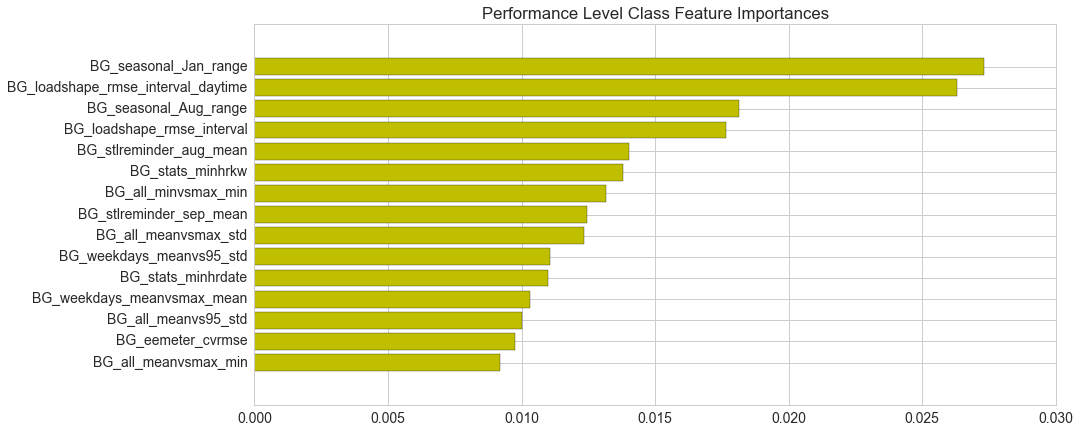 Performance Level Class Feature Importances
BG_seasonal_Jan_range
BG_loadshape_rmse_interval_daytime
BG_seasonal_Aug_range
BG_loadshape_rmse_interval
BG_stlreminder_aug_mean
BG_stats_minhrkw
BG_all_minvsmax_min
BG_stlreminder_sep_mean
BG_all_meanvsmax_std
BG_weekdays_meanvs95_std
BG_stats_minhrdate
BG_weekdays_meanvsmax_mean
BG_all_meanvs95_std
BG_eemeter_cvrmse
BG_all_meanvsmax_min
0.000 0.005 0.010 0.015 0.020 0.025 0.030